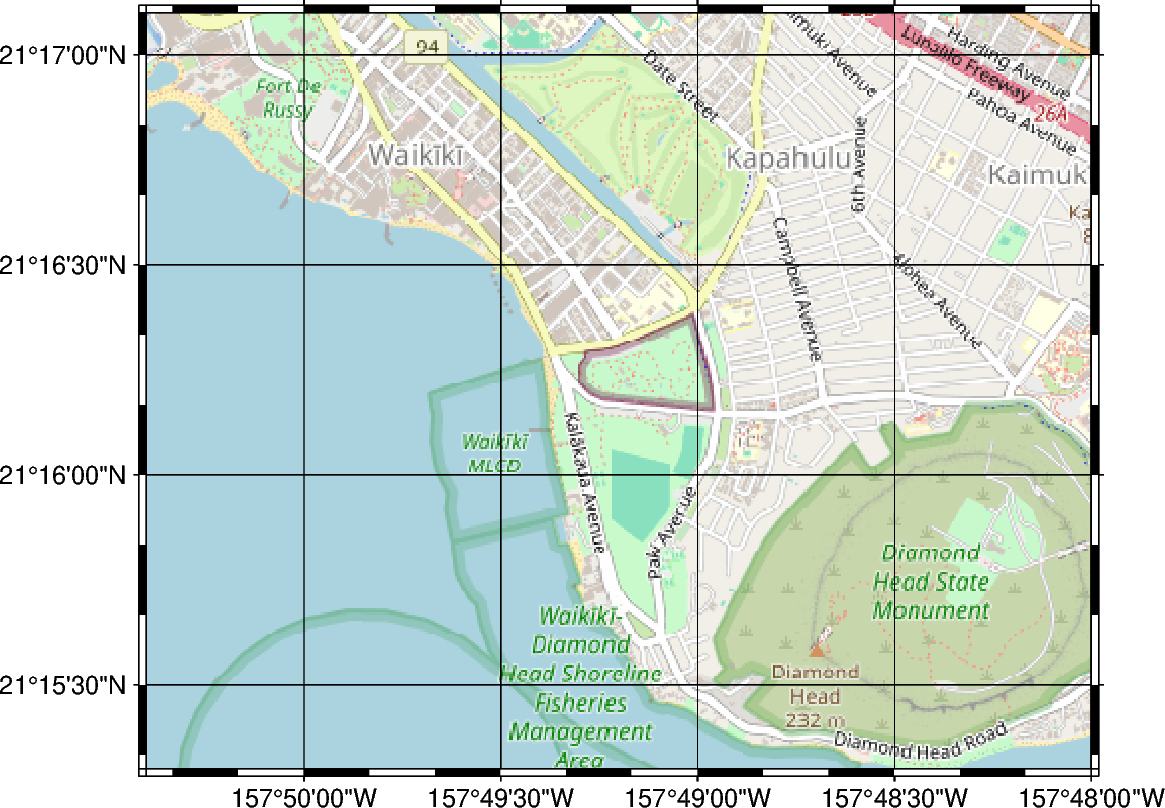 21°17'00"N
21°16'30"N
21°16'00"N
21°15'30"N
94
Date Street
Harding Avenue
Lunalilo Freeway
26A
Pahoa Avenue
Fort De
Russy
Waikīkī
Kapahulu
6th Avenue
Kaimuk
Campbell Avenue
Alohea Avenue
Waikīkī
MLCD
Kalākaua Avenue
Pakī Avenue
Diamond
Head State
Monument
Waikīkī-
Diamond
Head Shoreline
Fisheries
Management
Area
Diamond
Head
232 m
Diamond Head Road
157°50'00"W
157°49'30"W
157°49'00"W
157°48'30"W
157°48'00"W